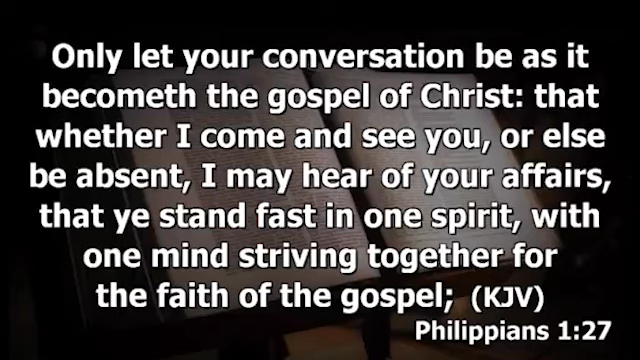 Only let your conversation be as it
becometh the gospel of Christ: that
whether I come and see you, or else
be absent, I may hear of your affairs,
that ye stand fast in one spirit, with
one mind striving together for
the faith of the gospel; (KJV)
Philippians 1:27